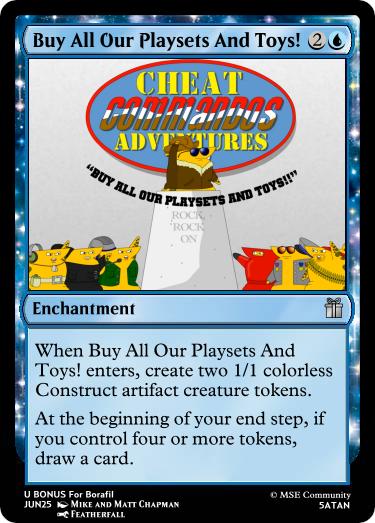 Buy All Our Playsets And Toys! 2
CHEAT
COMMANDOS
ADVENTURES
"BUY ALL OUR PLAYSETS AND TOYS!!"
ROCK,
ROCK
ON
Enchantment
When Buy All Our Playsets And
Toys! enters, create two 1/1 colorless
Construct artifact creature tokens.
At the beginning of your end step, if
you control four or more tokens,
draw a card.
U BONUS For Borafil
© MSE Community
JUN25 Mike and Matt Chapman
5ATAN
Featherfall